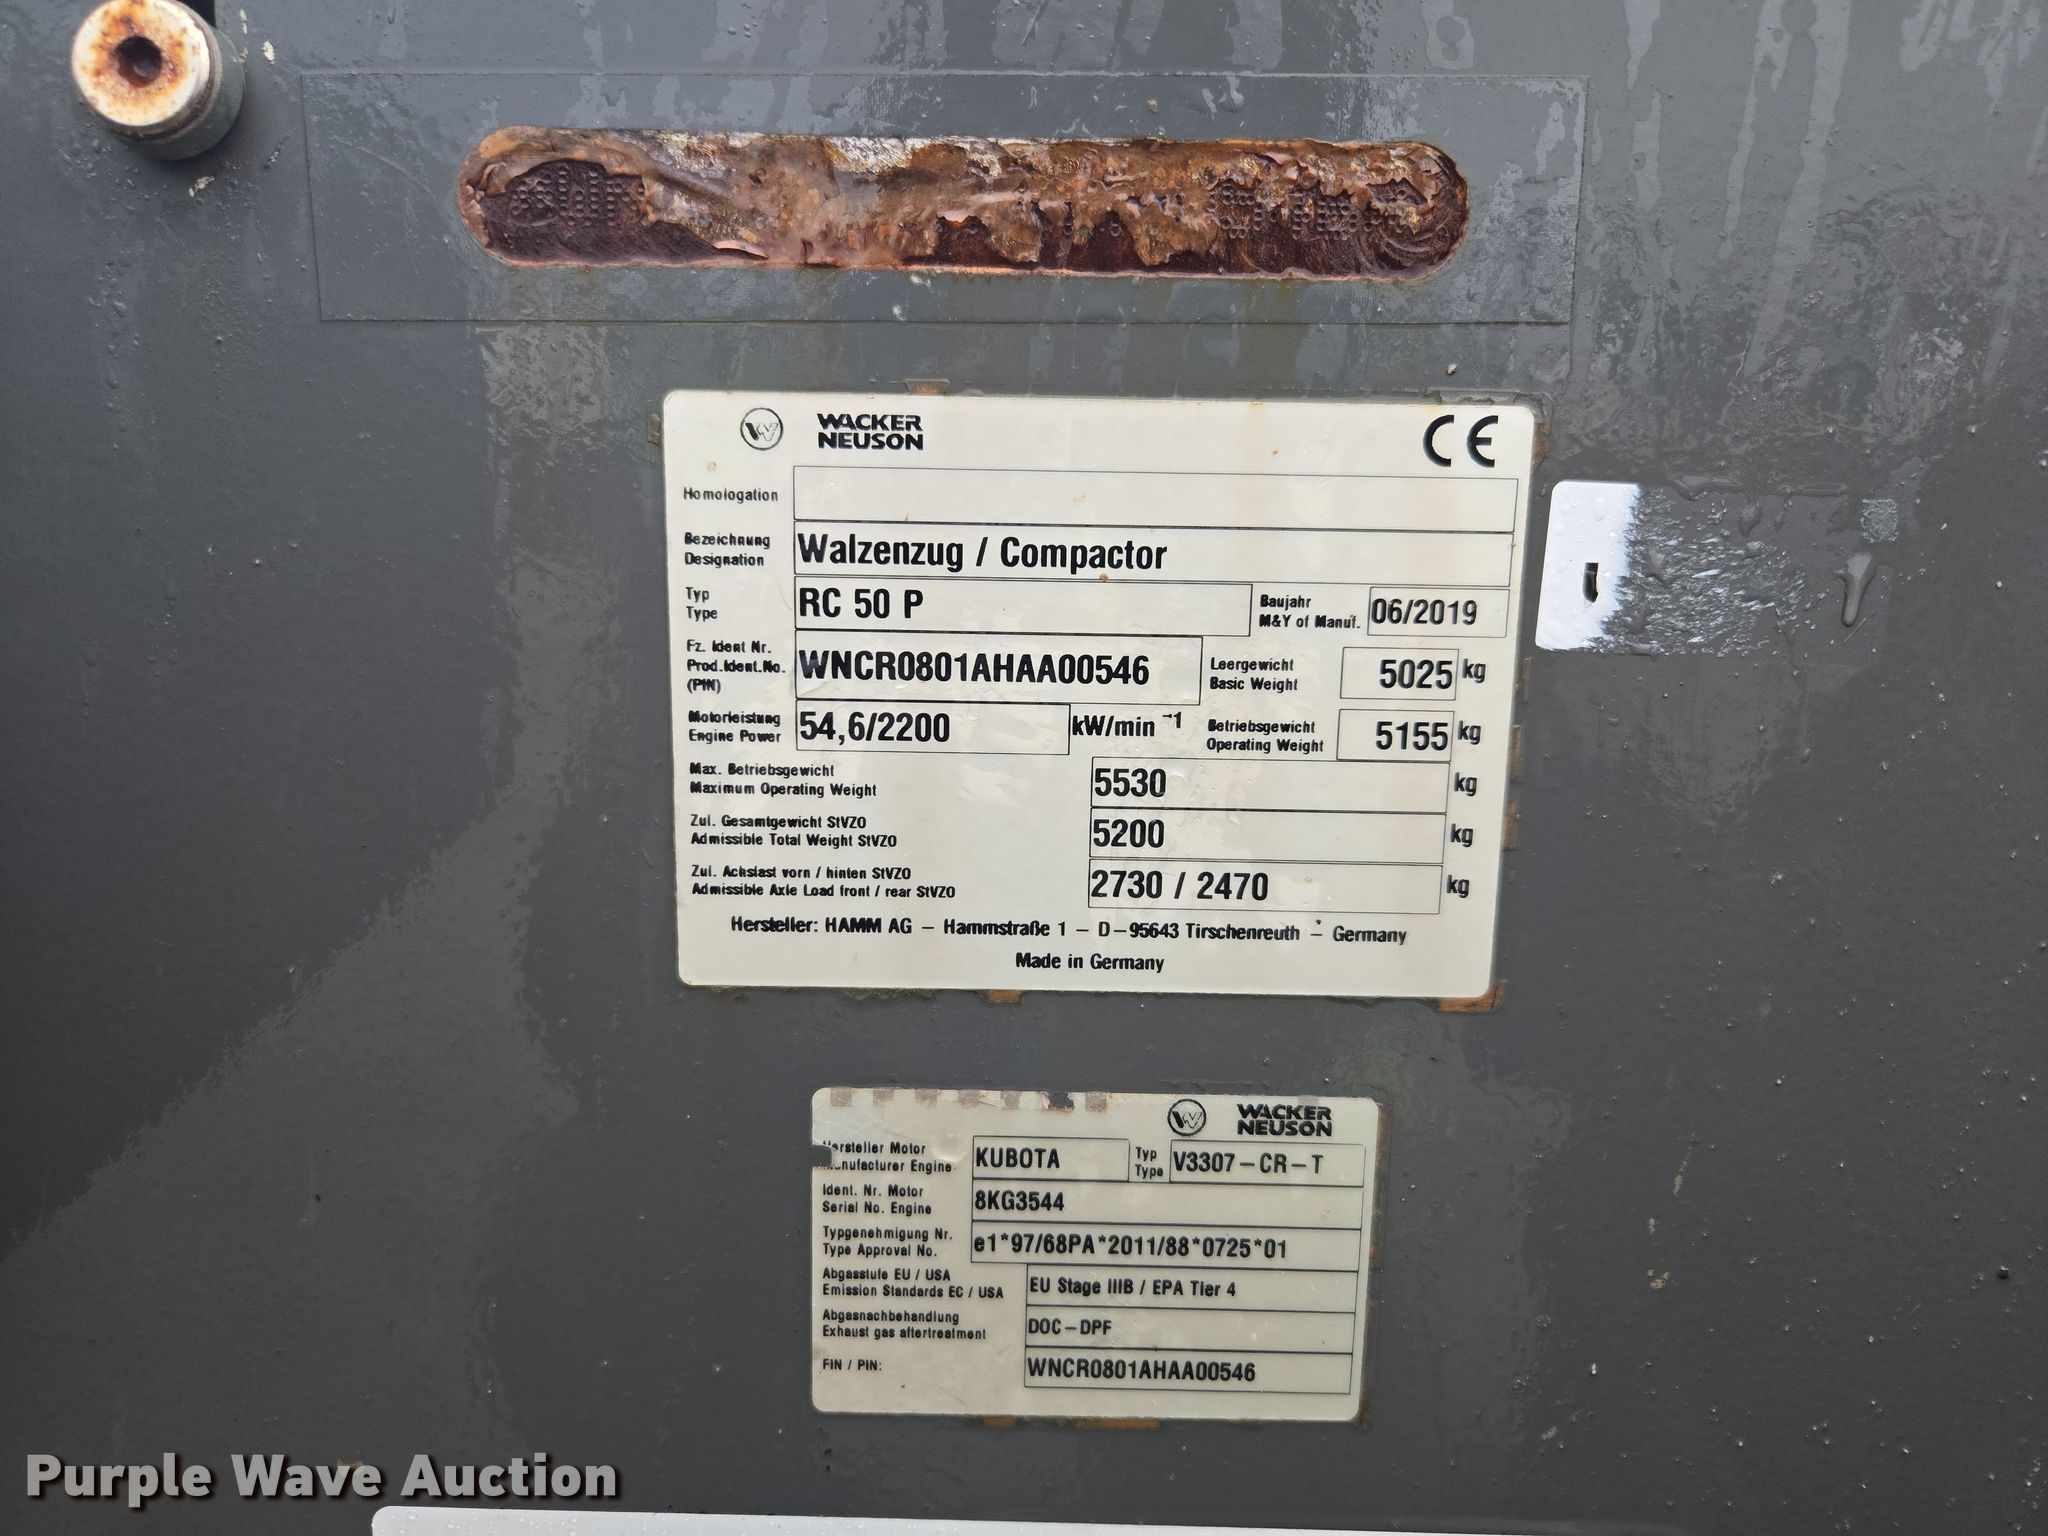 WACKER
NEUSON
CE
Homologation
Bezeichnung
Designation
Walzenzug / Compactor
Typ
Type
RC 50 P
Baujahr
M&Y of Manuf.
06/2019
Fz. Ident Nr.
Prod.Ident.No.
(PIN)
WNCR0801AHAA00546
Leergewicht
Basic Weight
5025 kg
Motorleistung
Engine Power
54,6/2200 kW/min -1
Betriebsgewicht
Operating Weight
5155 kg
Max. Betriebsgewicht
Maximum Operating Weight
5530 kg
Zul. Gesamtgewicht StVZO
Admissible Total Weight StVZO
5200 kg
Zul. Achslast vorn / hinten StVZO
Admissible Axle Load front / rear StVZO
2730 / 2470 kg
Hersteller: HAMM AG – Hammstraße 1 – D–95643 Tirschenreuth – Germany
Made in Germany
WACKER
NEUSON
Hersteller Motor
Manufacturer Engine
KUBOTA
Typ
Type
V3307–CR–T
Ident. Nr. Motor
Serial No. Engine
8KG3544
Typgenehmigung Nr.
Type Approval No.
e1*97/68PA*2011/88*0725*01
Abgasstufe EU / USA
Emission Standards EC / USA
EU Stage IIIB / EPA Tier 4
Abgasnachbehandlung
Exhaust gas aftertreatment
DOC–DPF
FIN / PIN:
WNCR0801AHAA00546
Purple Wave Auction